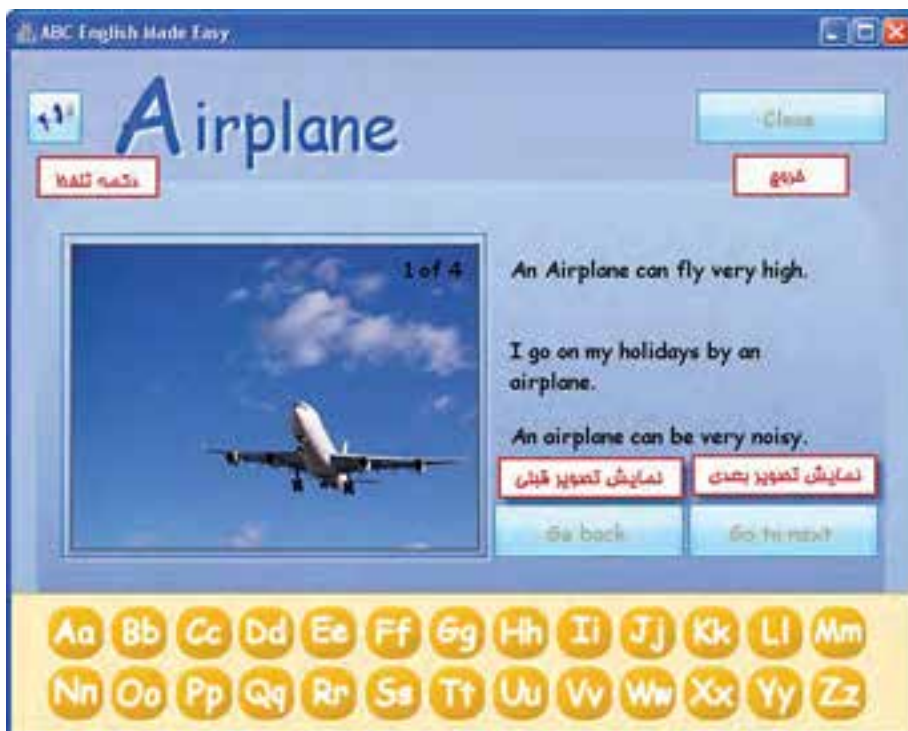 ABC English Made Easy
Airplane
Close
دکمه تلفظ
خروج
1 of 4
An Airplane can fly very high.
I go on my holidays by an
airplane.
An airplane can be very noisy.
نمایش تصویر قبلی
نمایش تصویر بعدی
Go back
Go to next
Aa Bb Cc Dd Ee Ff Gg Hh Ii Jj Kk Ll Mm
Nn Oo Pp Qq Rr Ss Tt Uu Vv Ww Xx Yy Zz